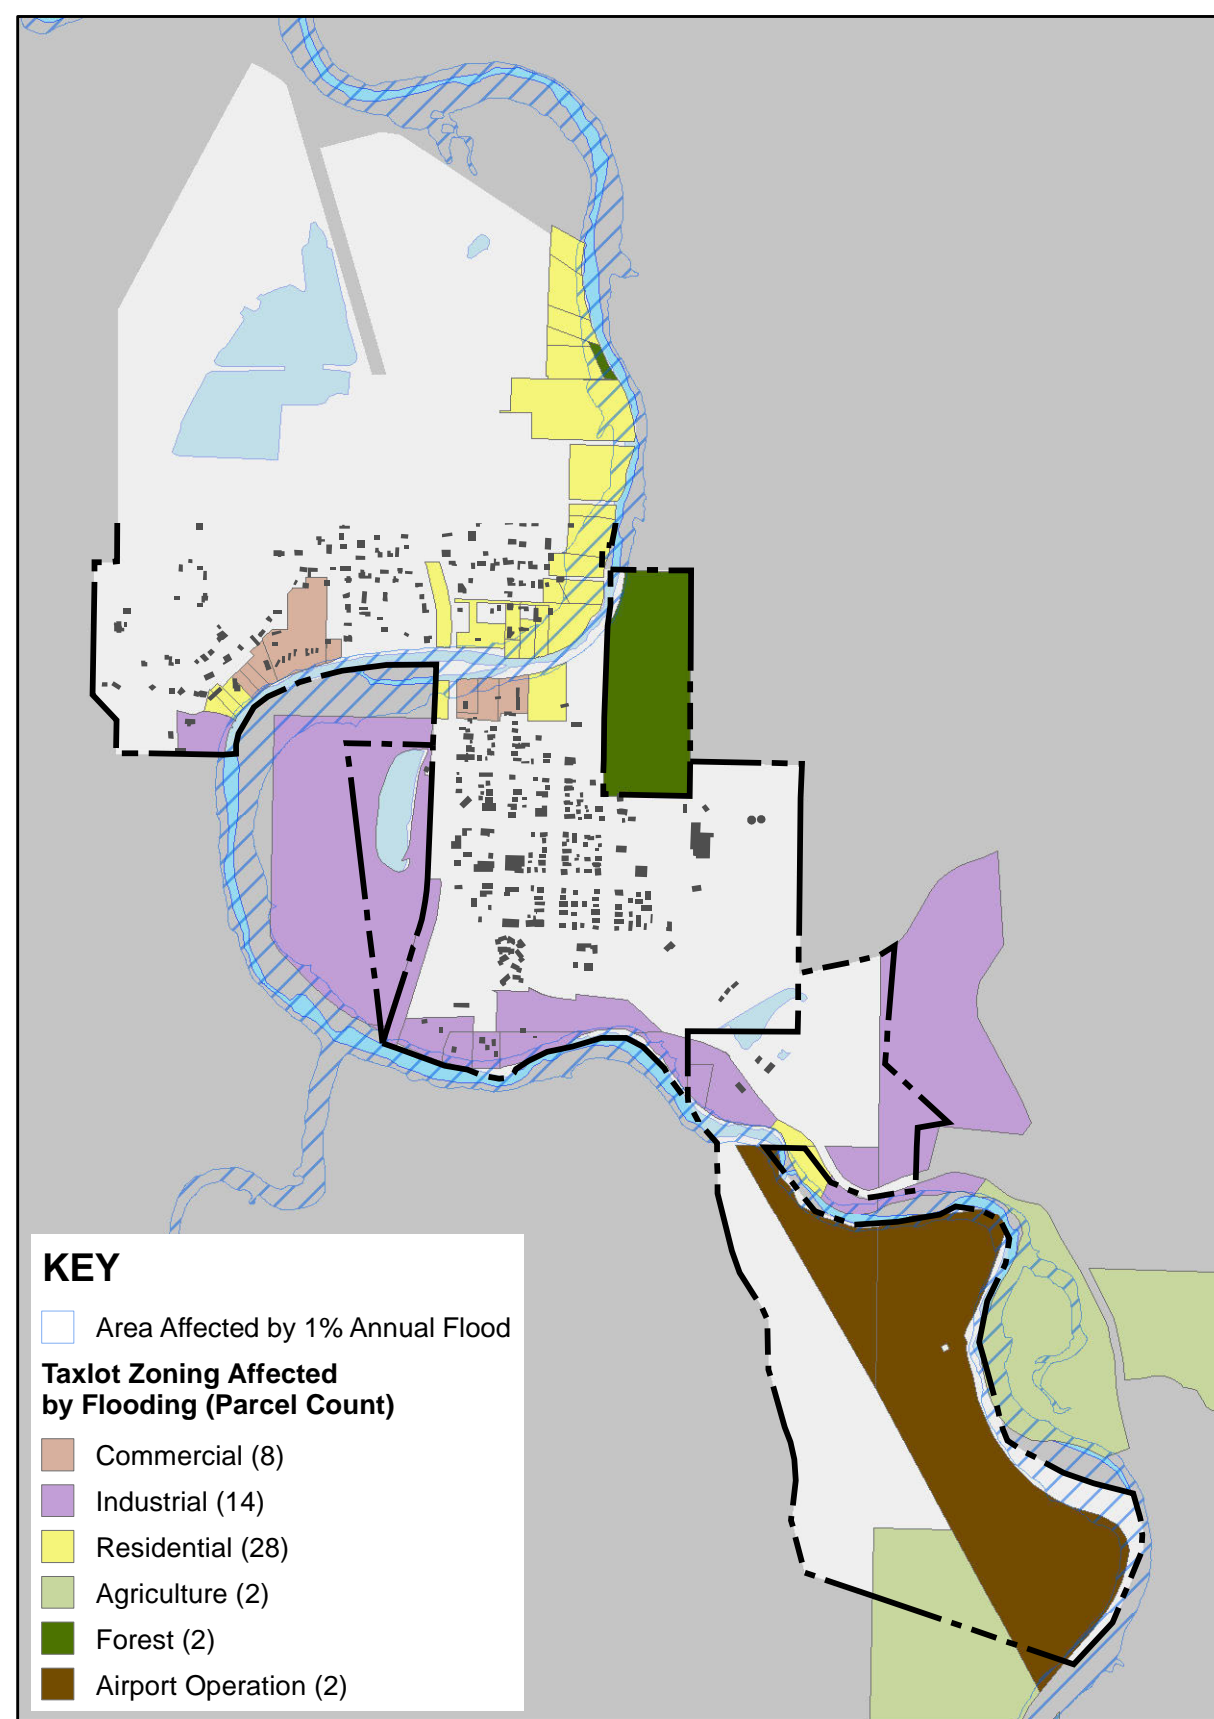 KEY
Area Affected by 1% Annual Flood
Taxlot Zoning Affected
by Flooding (Parcel Count)
Commercial (8)
Industrial (14)
Residential (28)
Agriculture (2)
Forest (2)
Airport Operation (2)